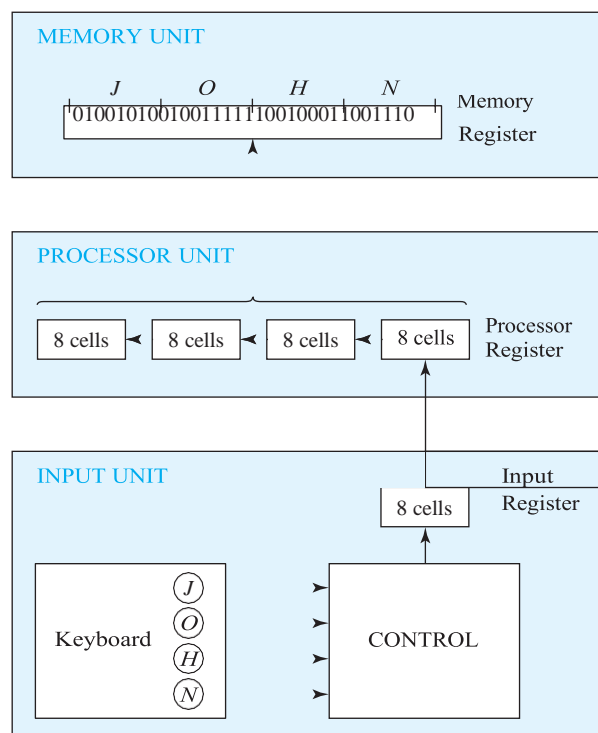 MEMORY UNIT
J O H N
01001010010011111100100011001110
Memory
Register
PROCESSOR UNIT
8 cells 8 cells 8 cells 8 cells
Processor
Register
INPUT UNIT
Input
Register
8 cells
J
O
Keyboard
CONTROL
H
N